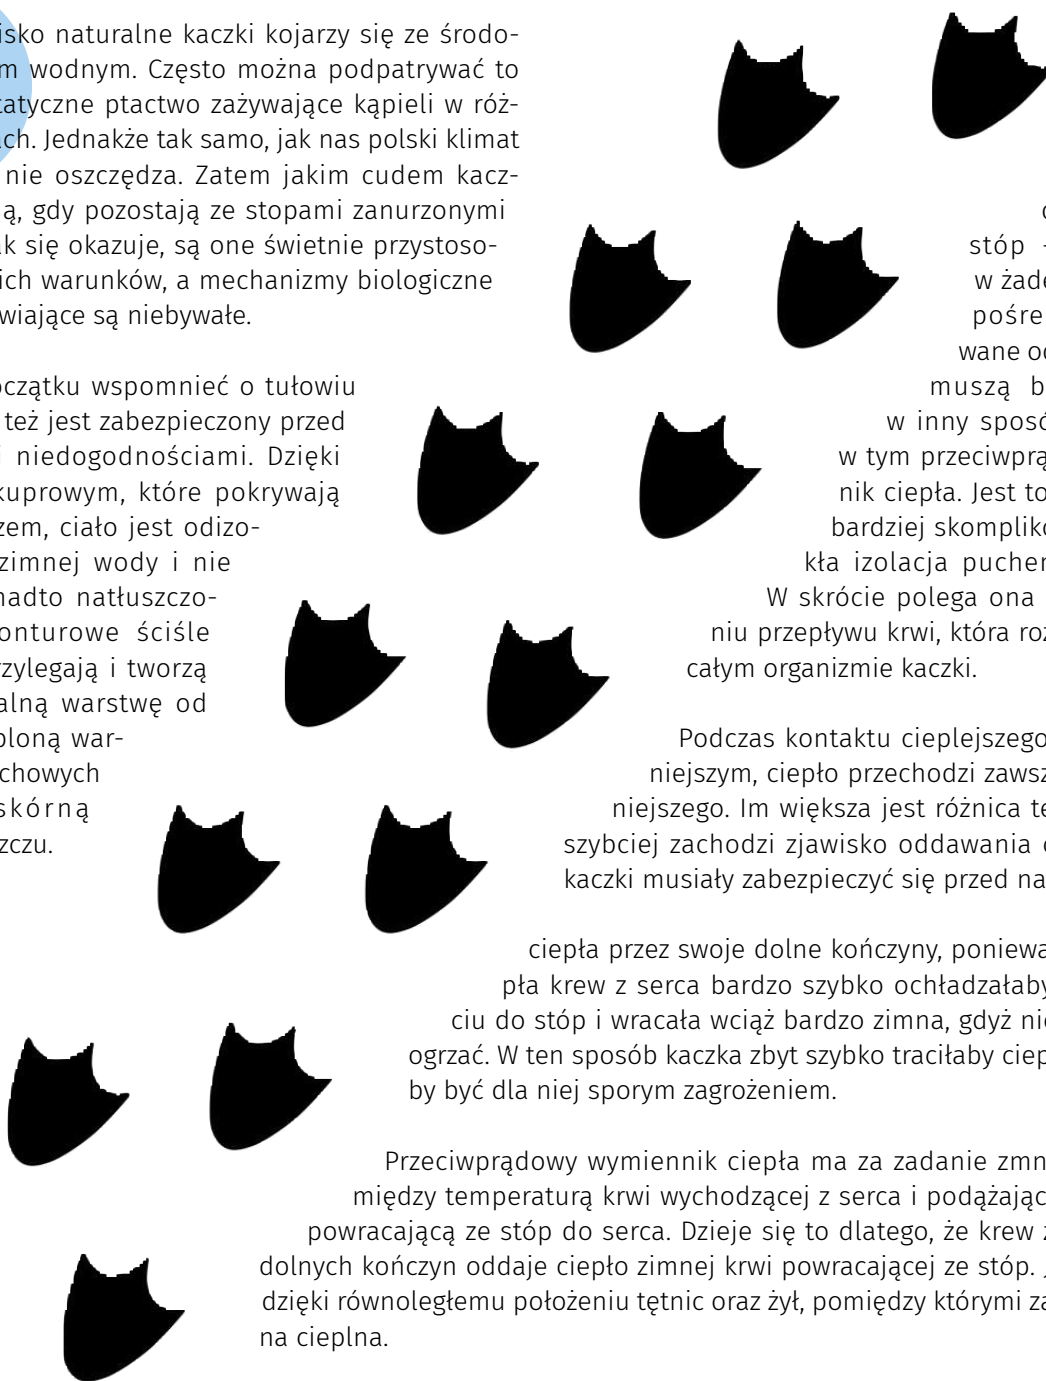 isko naturalne kaczki kojarzy się ze środo-
m wodnym. Często można podpatrywać to
tatyczne ptactwo zażywające kąpieli w róż-
ach. Jednakże tak samo, jak nas polski klimat
nie oszczędza. Zatem jakim cudem kacz-
ą, gdy pozostają ze stopami zanurzonymi
ak się okazuje, są one świetnie przystoso-
ich warunków, a mechanizmy biologiczne
wiające są niebywałe.
oczątku wspomnieć o tułowiu
też jest zabezpieczony przed
i niedogodnościami. Dzięki
kuprowym, które pokrywają
zem, ciało jest odizo-
zimnej wody i nie
nadto natłuszczo-
onturowe ściśle
rzylegają i tworzą
alną warstwę od
oloną war-
chowych
skórną
zczu.
stóp -
w żade
pośre
wane od
muszą b
w inny sposó
w tym przeciwprą
nik ciepła. Jest to
bardziej skompliko
kła izolacja pucher
W skrócie polega ona
niu przepływu krwi, która roz
całym organizmie kaczki.
Podczas kontaktu cieplejszego
niejszym, ciepło przechodzi zawsz
niejszego. Im większa jest różnica te
szybciej zachodzi zjawisko oddawania c
kaczki musiały zabezpieczyć się przed na
ciepła przez swoje dolne kończyny, poniewa
pła krew z serca bardzo szybko ochładzałaby
ciu do stóp i wracała wciąż bardzo zimna, gdyż nie
ogrzać. W ten sposób kaczka zbyt szybko traciłaby ciep
by być dla niej sporym zagrożeniem.
Przeciwprądowy wymiennik ciepła ma za zadanie zmn
między temperaturą krwi wychodzącej z serca i podążając
powracającą ze stóp do serca. Dzieje się to dlatego, że krew z
dolnych kończyn oddaje ciepło zimnej krwi powracającej ze stóp.
dzięki równoległemu położeniu tętnic oraz żył, pomiędzy którymi za
na cieplna.